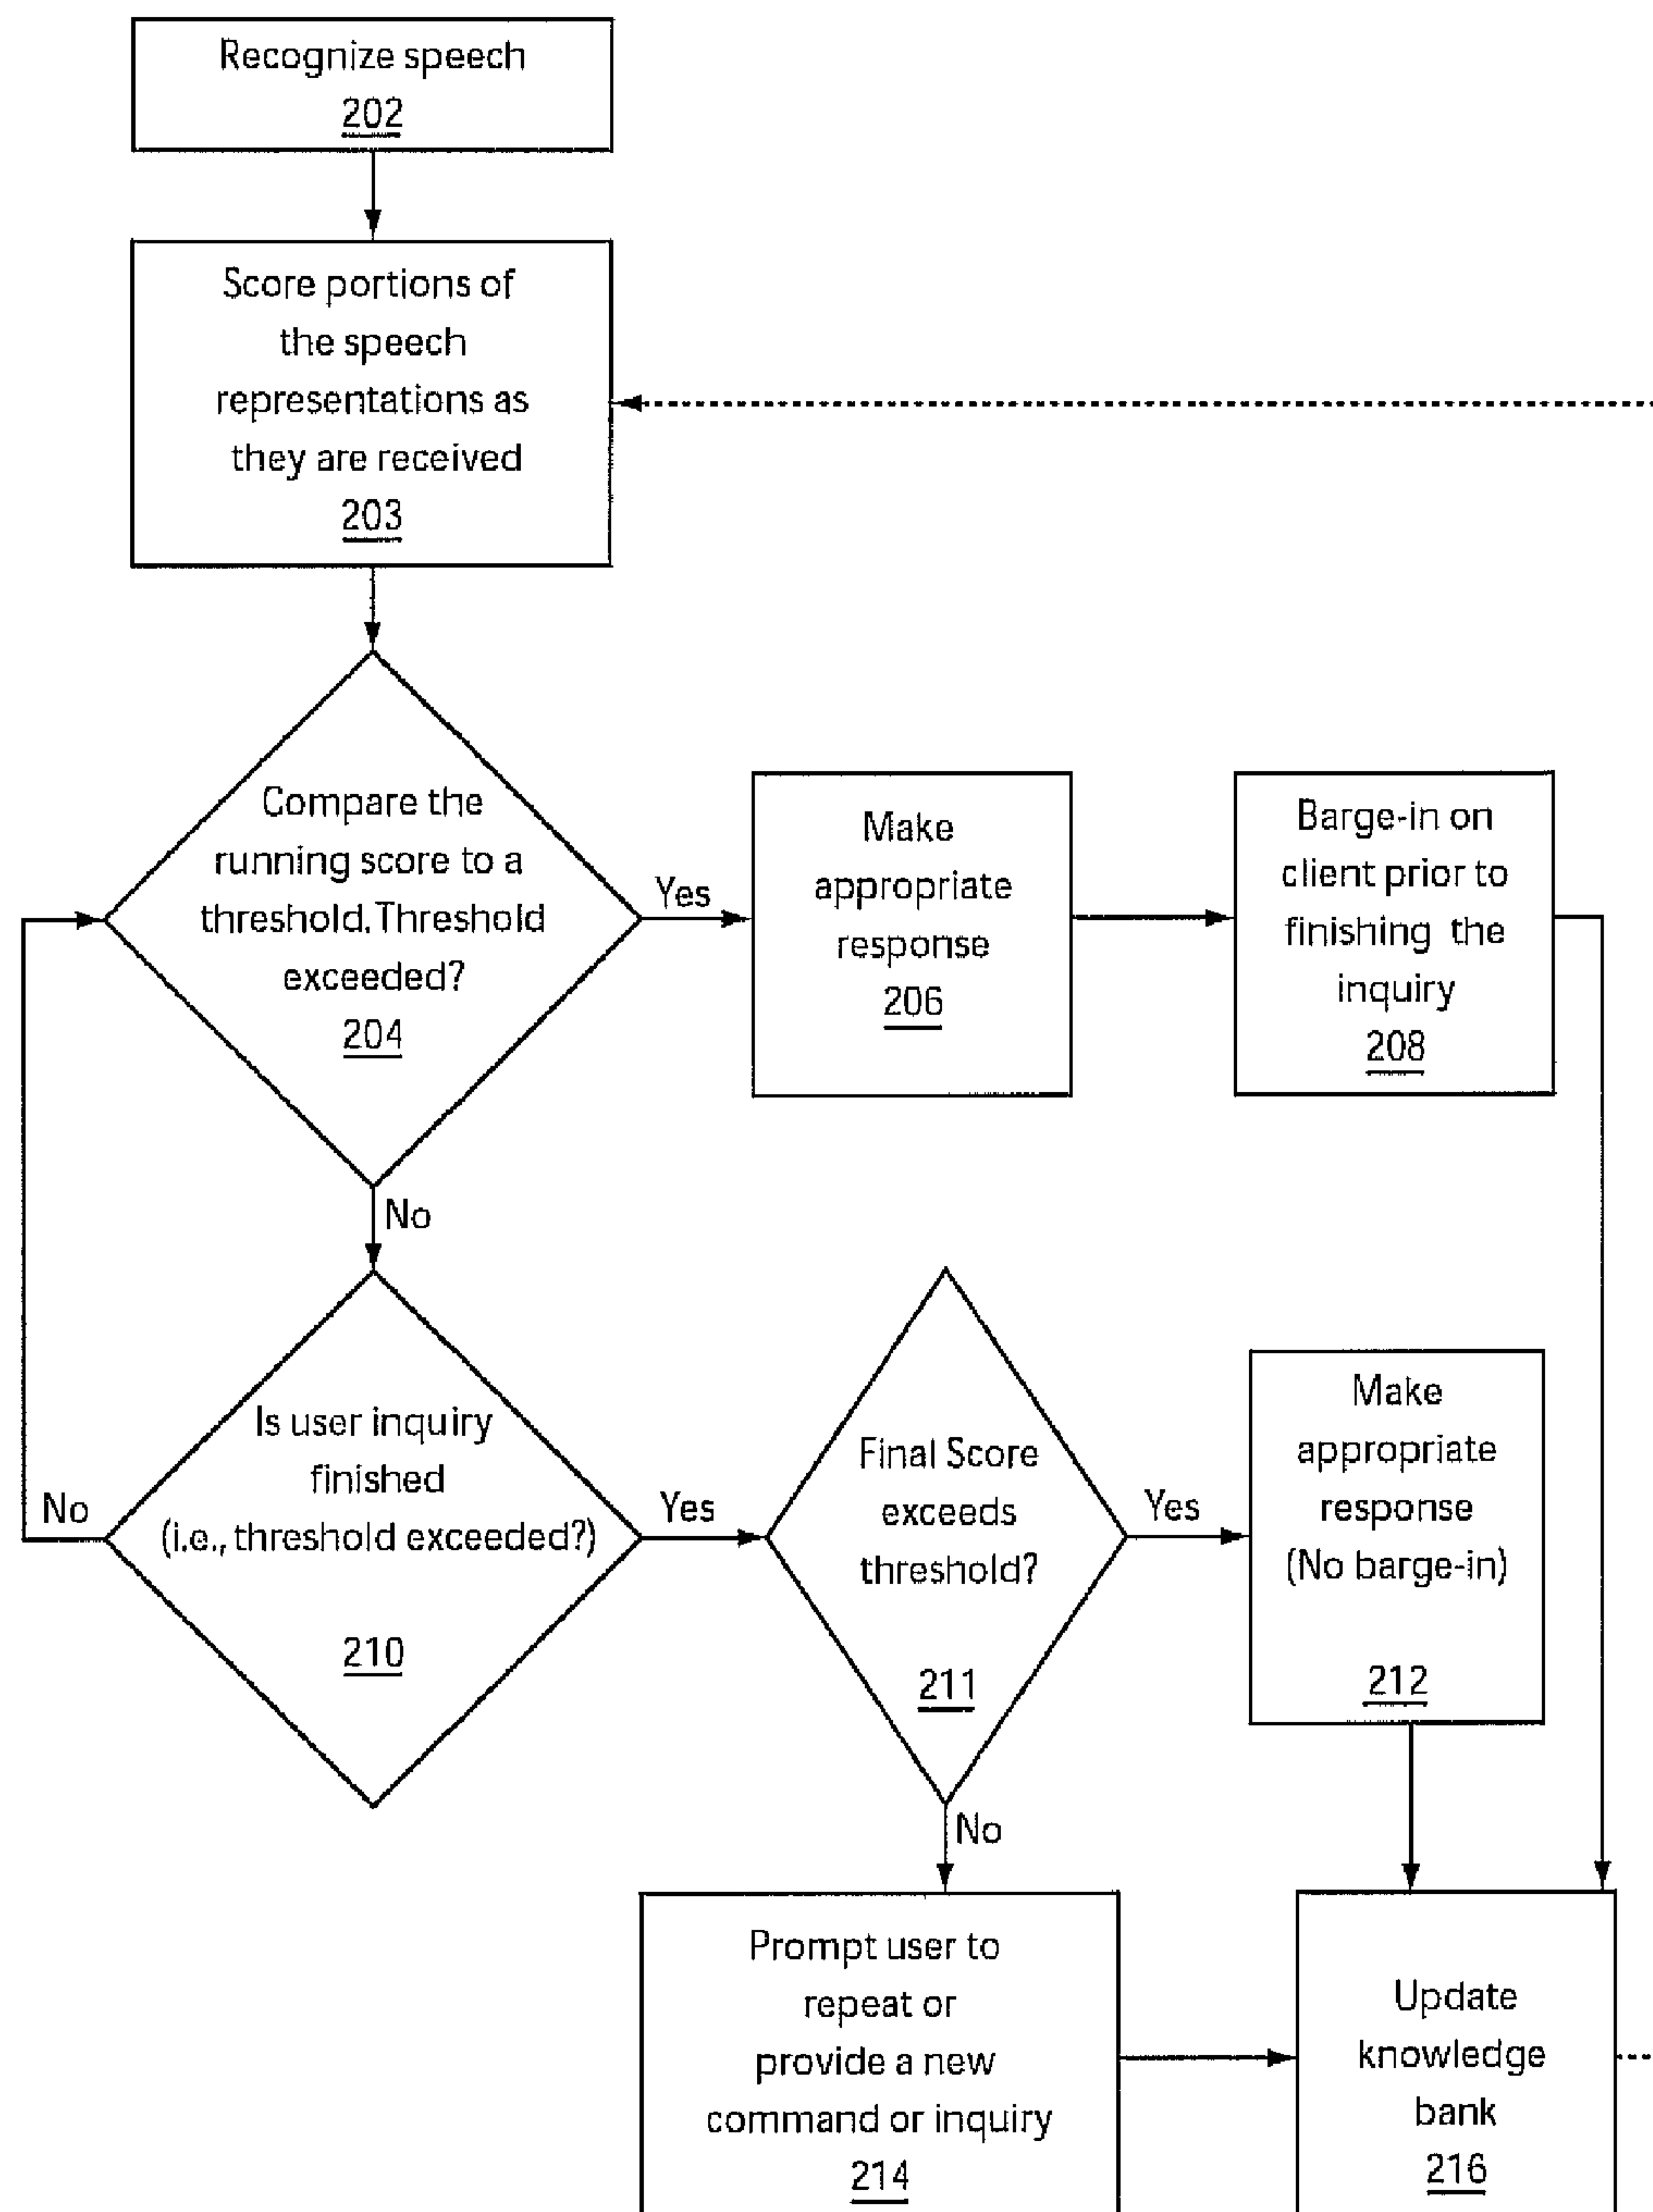 Recognize speech
202
Score portions of
the speech
representations as
they are received
203
Compare the
running score to a
threshold. Threshold
exceeded?
204
Yes
Make
appropriate
response
206
Barge-in on
client prior to
finishing the
inquiry
208
No
Is user inquiry
finished
(i.e., threshold exceeded?)
210
No
Yes
Final Score
exceeds
threshold?
211
Yes
Make
appropriate
response
(No barge-in)
212
No
Prompt user to
repeat or
provide a new
command or inquiry
214
Update
knowledge
bank
216